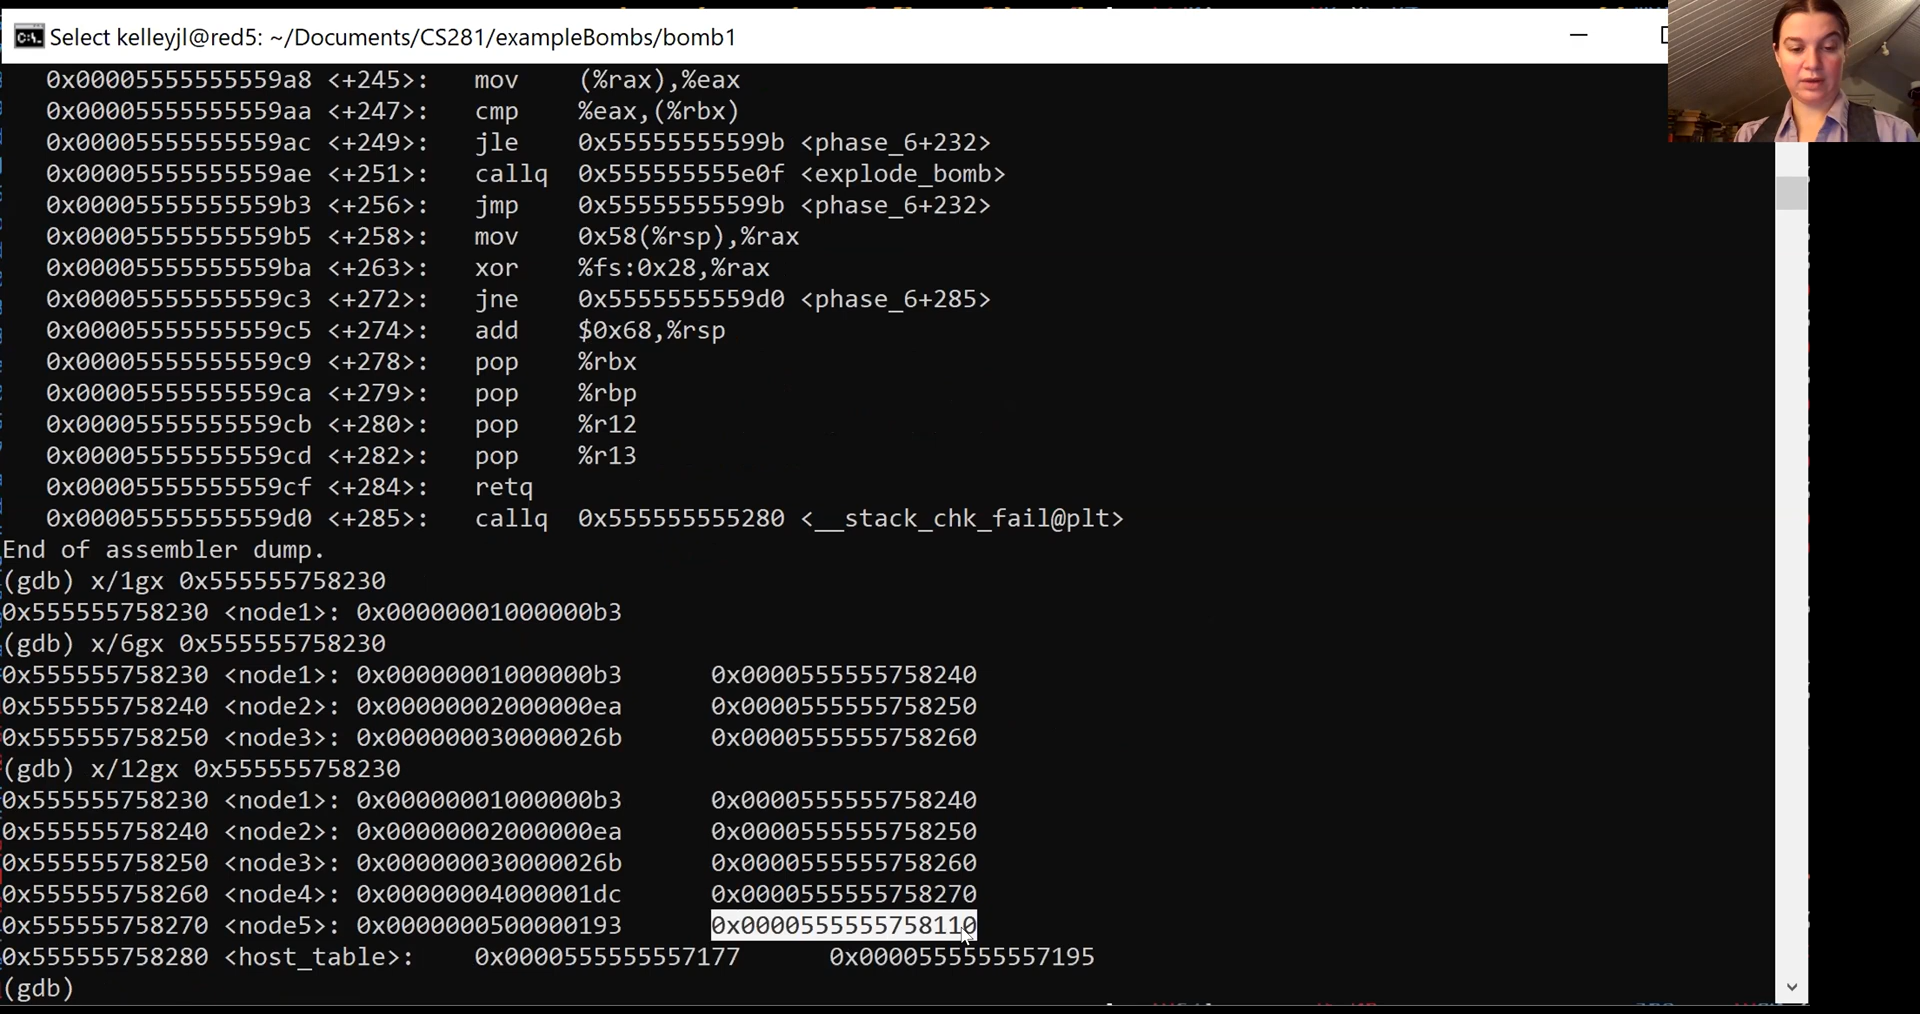 Select kelleyjl@red5: ~/Documents/CS281/exampleBombs/bomb1
0x00005555555559a8 <+245>: mov (%rax),%eax
0x00005555555559aa <+247>: cmp %eax,(%rbx)
0x00005555555559ac <+249>: jle 0x55555555599b <phase_6+232>
0x00005555555559ae <+251>: callq 0x555555555e0f <explode_bomb>
0x00005555555559b3 <+256>: jmp 0x55555555599b <phase_6+232>
0x00005555555559b5 <+258>: mov 0x58(%rsp),%rax
0x00005555555559ba <+263>: xor %fs:0x28,%rax
0x00005555555559c3 <+272>: jne 0x5555555559d0 <phase_6+285>
0x00005555555559c5 <+274>: add $0x68,%rsp
0x00005555555559c9 <+278>: pop %rbx
0x00005555555559ca <+279>: pop %rbp
0x00005555555559cb <+280>: pop %r12
0x00005555555559cd <+282>: pop %r13
0x00005555555559cf <+284>: retq
0x00005555555559d0 <+285>: callq 0x555555555280 <__stack_chk_fail@plt>
End of assembler dump.
(gdb) x/1gx 0x555555758230
0x555555758230 <node1>: 0x00000001000000b3
(gdb) x/6gx 0x555555758230
0x555555758230 <node1>: 0x00000001000000b3 0x0000555555758240
0x555555758240 <node2>: 0x00000002000000ea 0x0000555555758250
0x555555758250 <node3>: 0x000000030000026b 0x0000555555758260
(gdb) x/12gx 0x555555758230
0x555555758230 <node1>: 0x00000001000000b3 0x0000555555758240
0x555555758240 <node2>: 0x00000002000000ea 0x0000555555758250
0x555555758250 <node3>: 0x000000030000026b 0x0000555555758260
0x555555758260 <node4>: 0x00000004000001dc 0x0000555555758270
0x555555758270 <node5>: 0x0000000500000193 0x0000555555758110
0x555555758280 <host_table>: 0x0000555555557177 0x0000555555557195
(gdb)